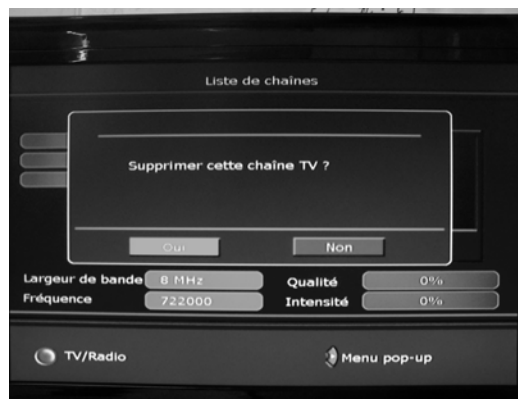 Liste de chaînes
Supprimer cette chaîne TV ?
Oui Non
Largeur de bande 8 MHz Qualité 0%
Fréquence 722000 Intensité 0%
TV/Radio Menu pop-up